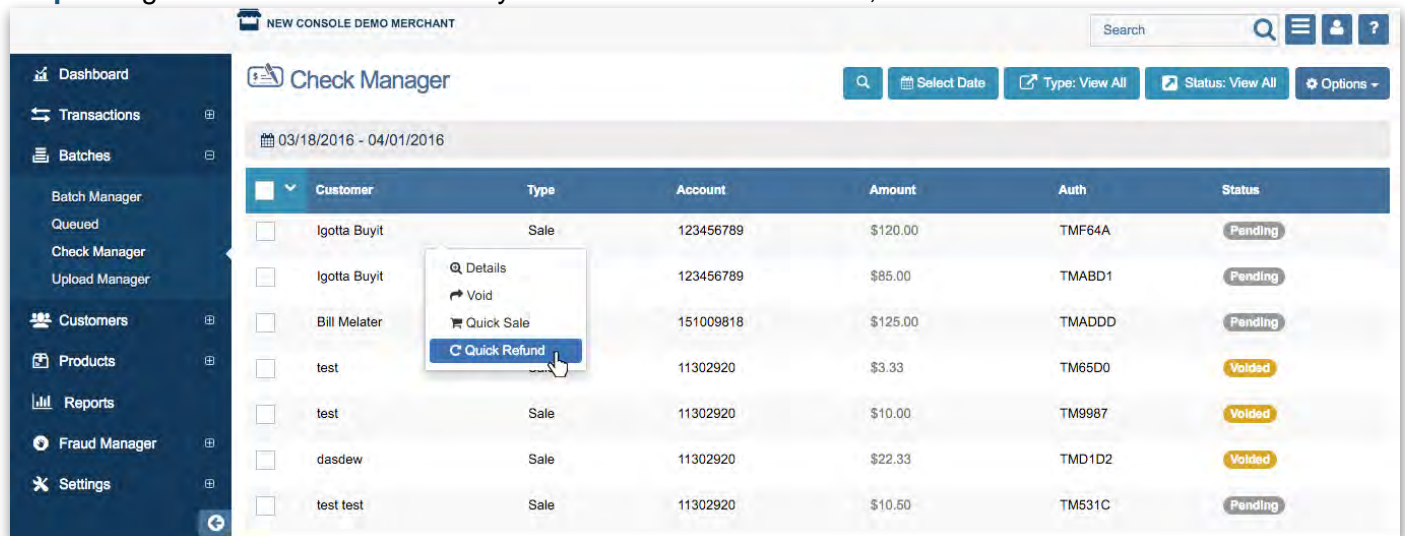 NEW CONSOLE DEMO MERCHANT
Search
?
Dashboard
Transactions
Batches
Batch Manager
Queued
Check Manager
Upload Manager
Customers
Products
Reports
Fraud Manager
Settings
Check Manager
Select Date
Type: View All
Status: View All
Options
03/18/2016 - 04/01/2016
Customer Type Account Amount Auth Status
Igotta Buyit Sale 123456789 $120.00 TMF64A Pending
Igotta Buyit 123456789 $85.00 TMABD1 Pending
Bill Melater 151009818 $125.00 TMADDD Pending
test 11302920 $3.33 TM65D0 Voided
test Sale 11302920 $10.00 TM9987 Voided
dasdew Sale 11302920 $22.33 TMD1D2 Voided
test test Sale 11302920 $10.50 TM531C Pending
Details
Void
Quick Sale
Quick Refund